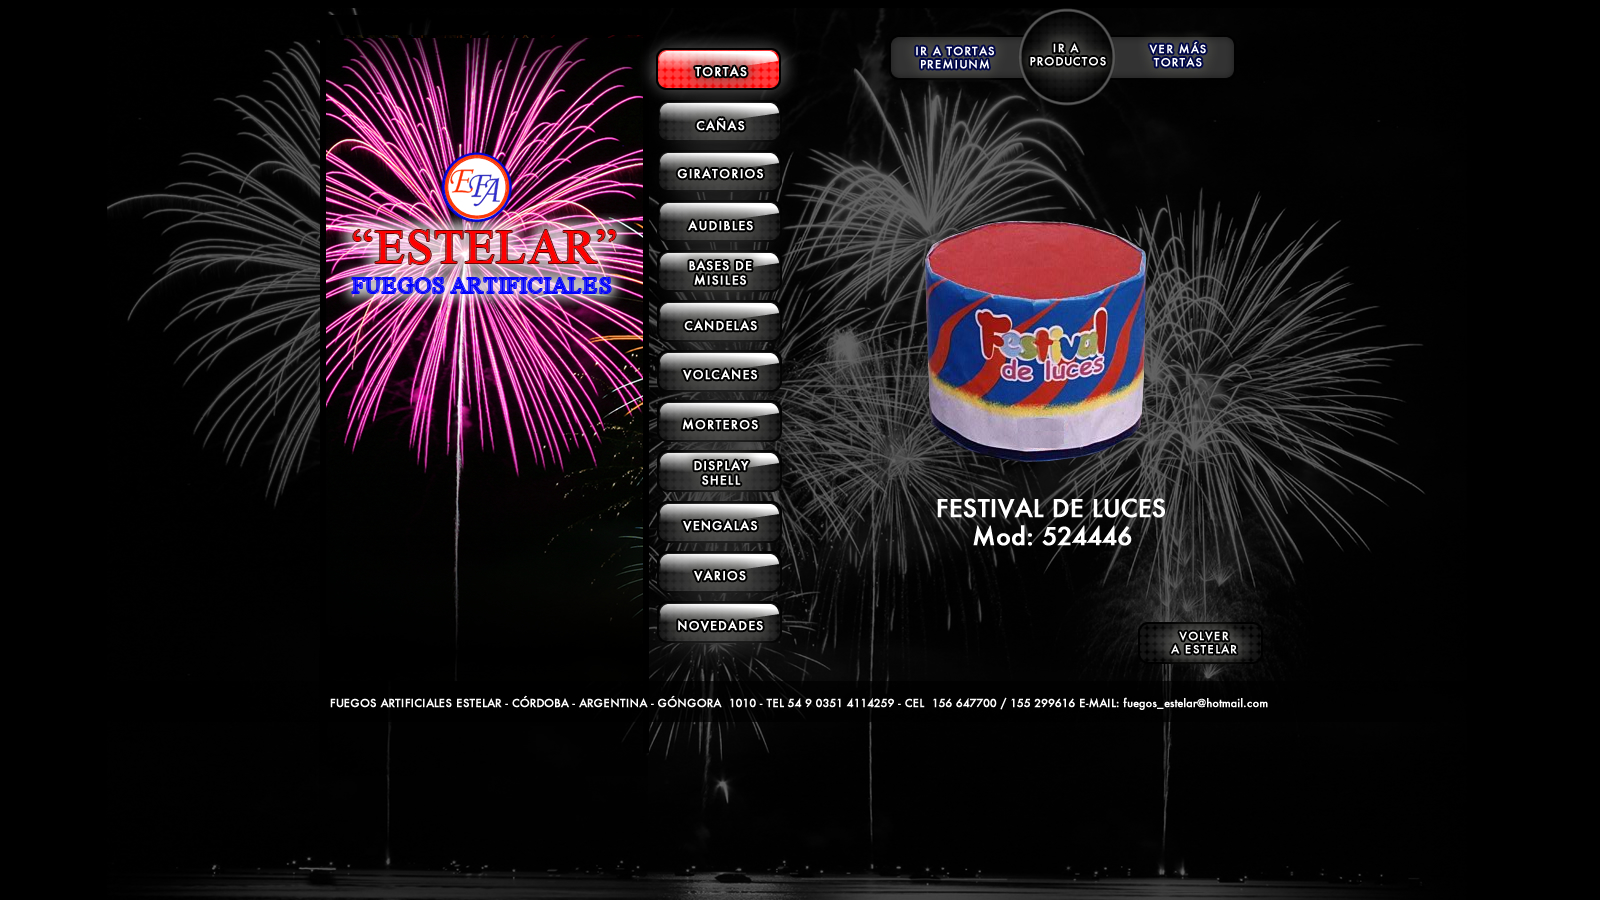 EFA
“ESTELAR”
FUEGOS ARTIFICIALES
TORTAS
CAÑAS
GIRATORIOS
AUDIBLES
BASES DE
MISILES
CANDELAS
VOLCANES
MORTEROS
DISPLAY
SHELL
VENGALAS
VARIOS
NOVEDADES
IR A TORTAS
PREMIUNM
IR A
PRODUCTOS
VER MÁS
TORTAS
Festival
de luces
FESTIVAL DE LUCES
Mod: 524446
VOLVER
A ESTELAR
FUEGOS ARTIFICIALES ESTELAR - CÓRDOBA - ARGENTINA - GÓNGORA  1010 - TEL 54 9 0351 4114259 - CEL  156 647700 / 155 299616 E-MAIL: fuegos_estelar@hotmail.com